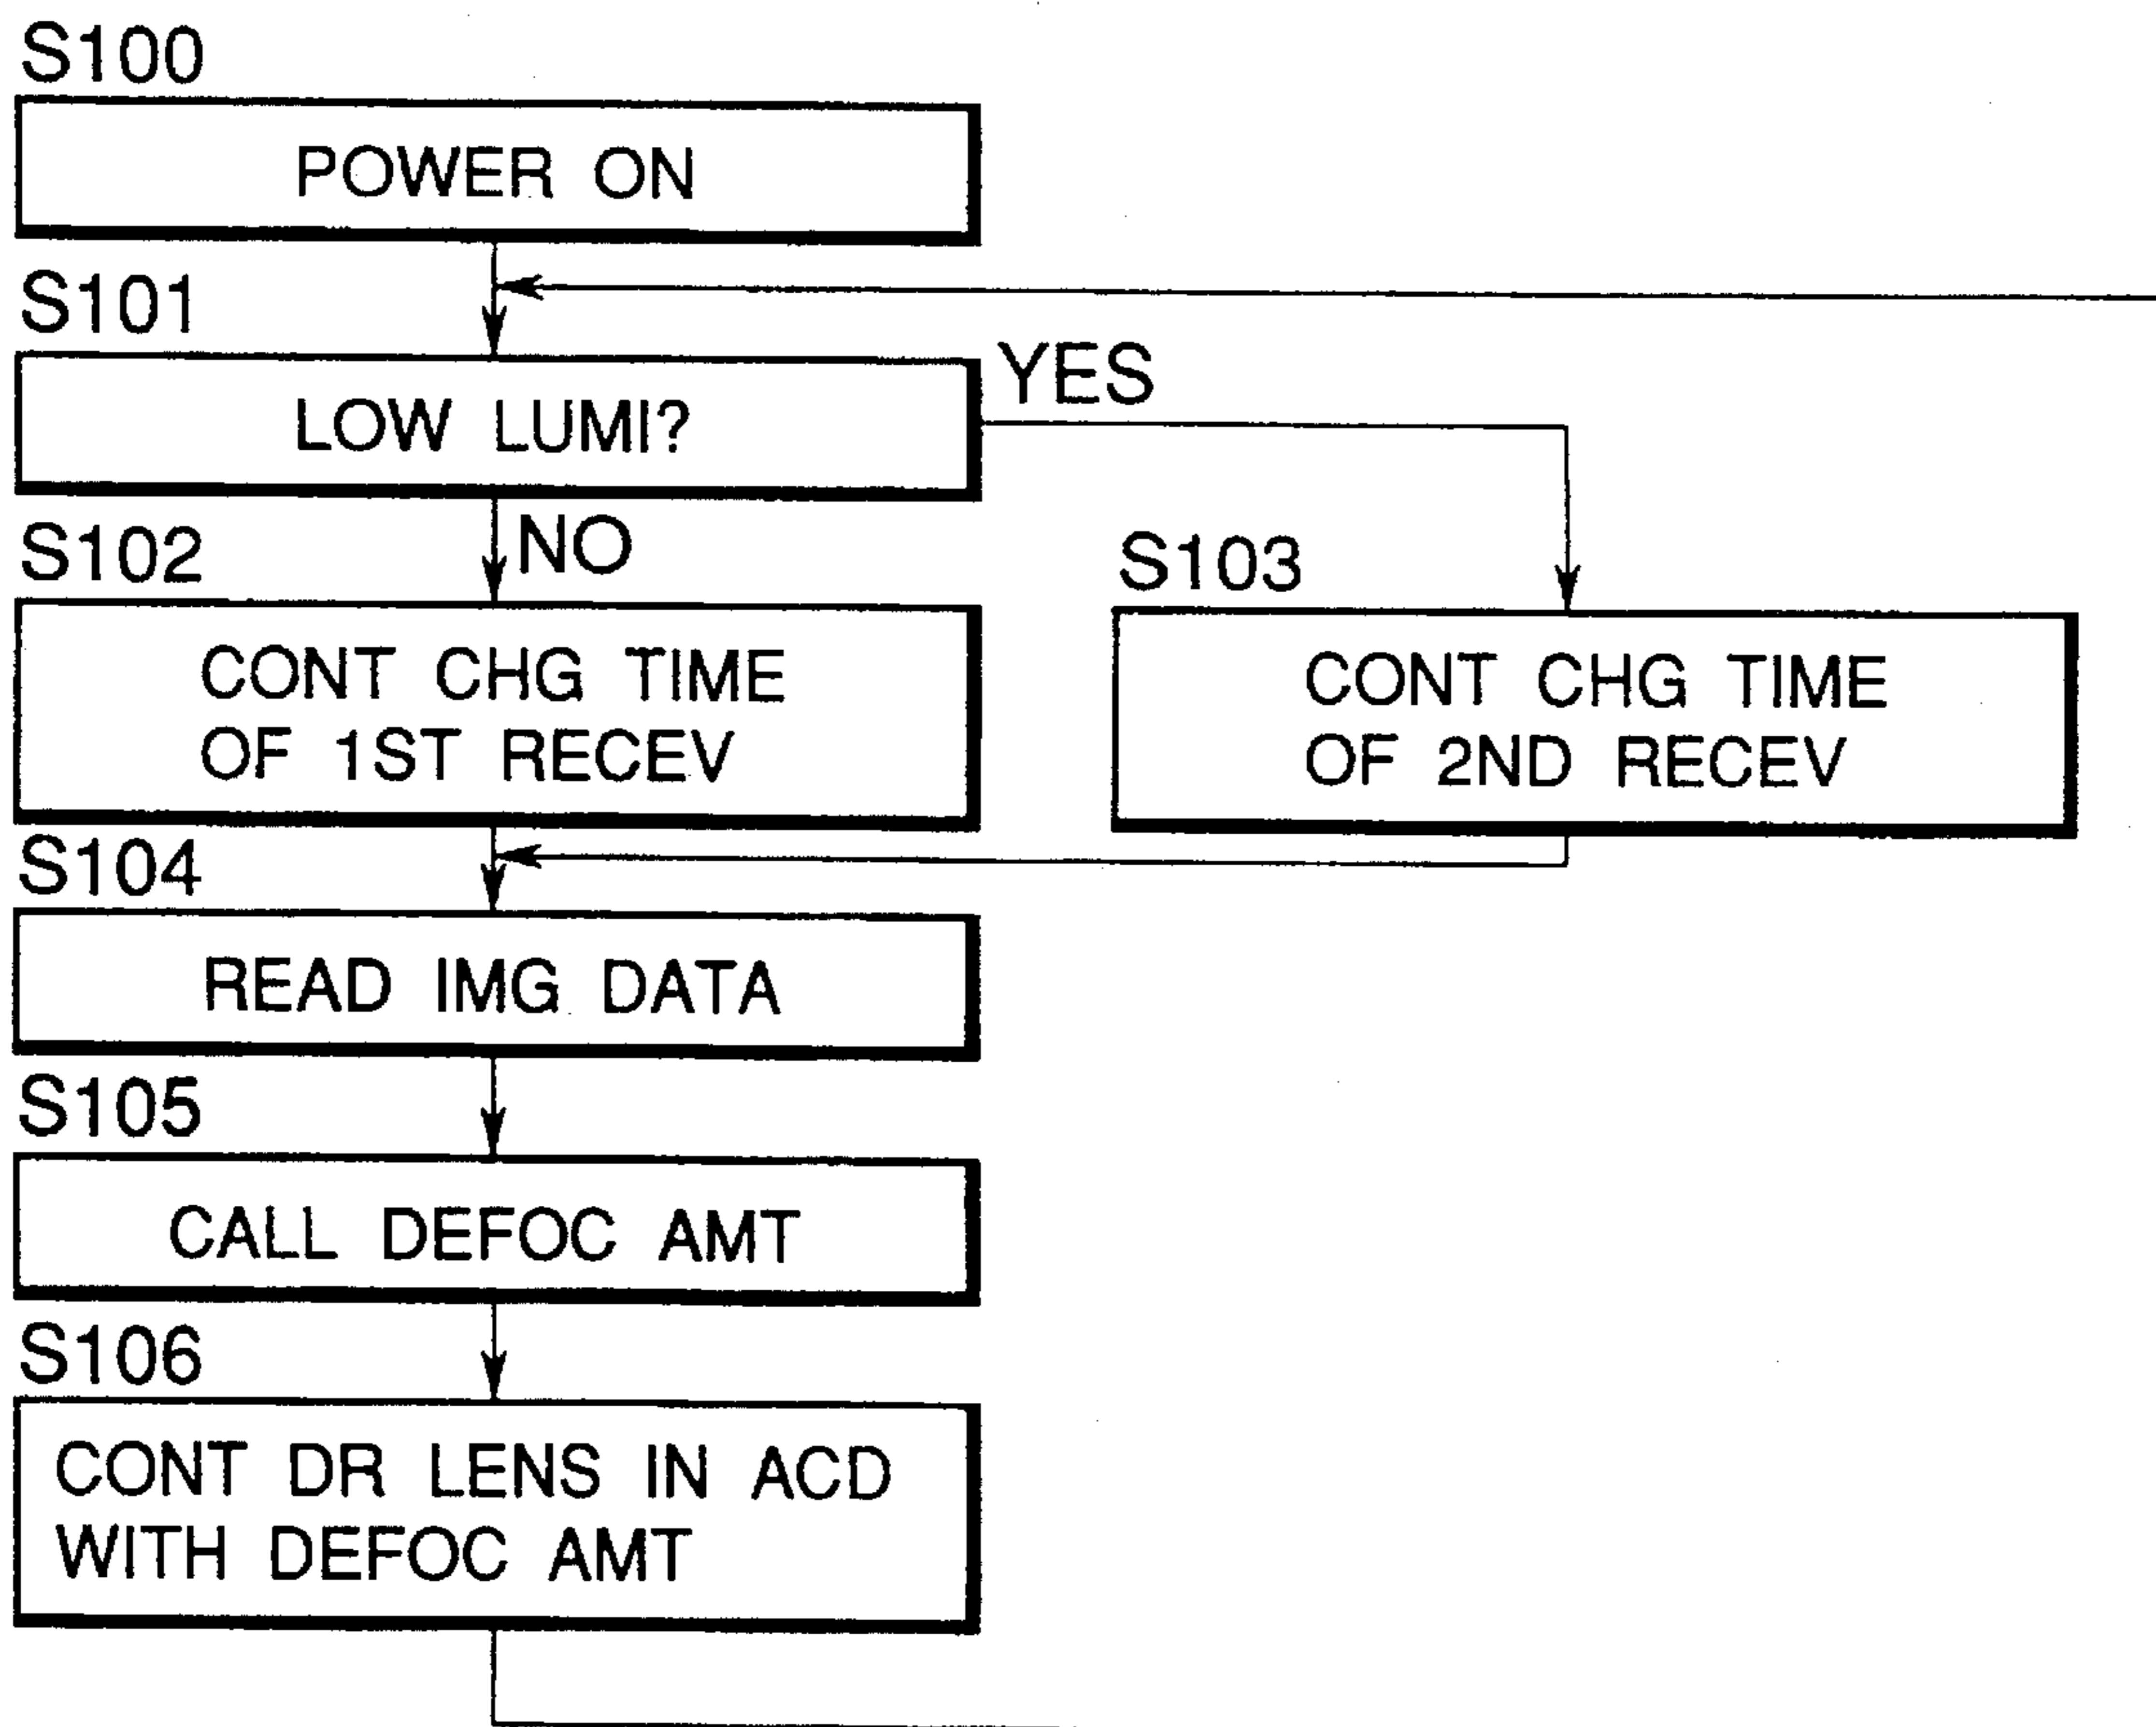 S100
POWER ON
S101
LOW LUMI?
YES
NO
S102
CONT CHG TIME
OF 1ST RECEV
S103
CONT CHG TIME
OF 2ND RECEV
S104
READ IMG DATA
S105
CALL DEFOC AMT
S106
CONT DR LENS IN ACD
WITH DEFOC AMT